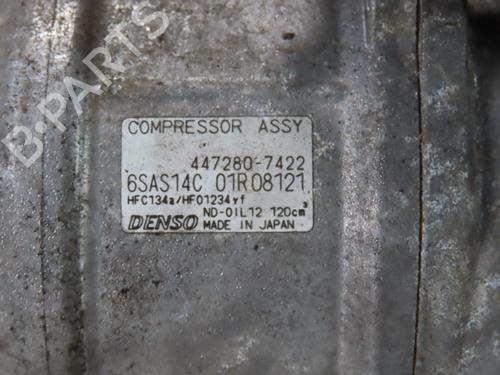 B-PARTS
COMPRESSOR ASSY
447280-7422
6SAS14C 01R08121
HFC134a/HFO1234yf
ND-OIL12 120cm³
DENSO MADE IN JAPAN